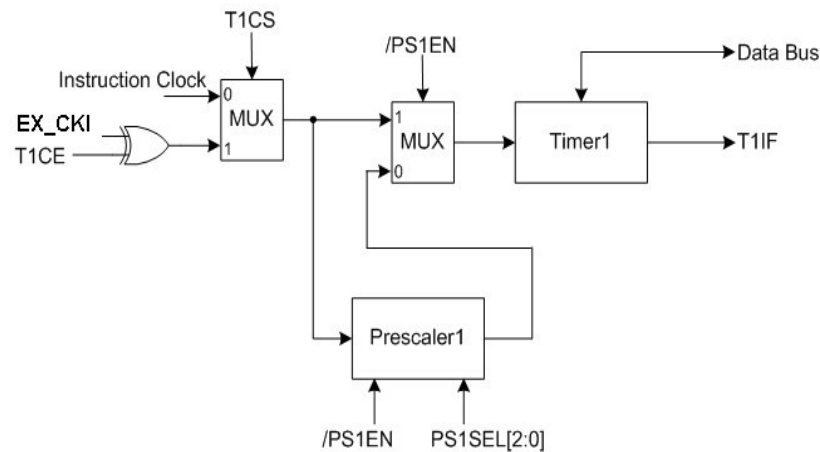 T1CS
/PS1EN
Data Bus
Instruction Clock
0
MUX
1
MUX
Timer1
T1IF
EX_CKI
T1CE
1
0
Prescaler1
/PS1EN
PS1SEL[2:0]